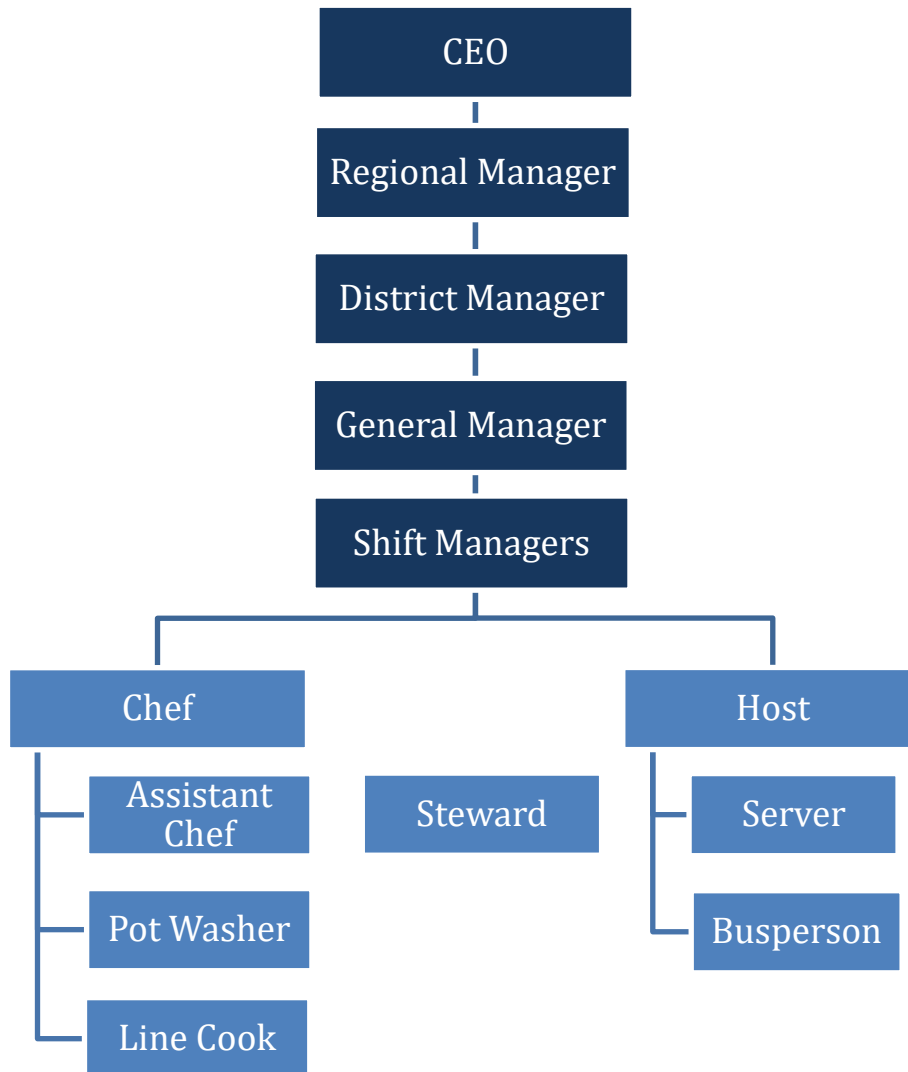 CEO
Regional Manager
District Manager
General Manager
Shift Managers
Chef
Host
Assistant
Chef
Steward
Server
Pot Washer
Busperson
Line Cook